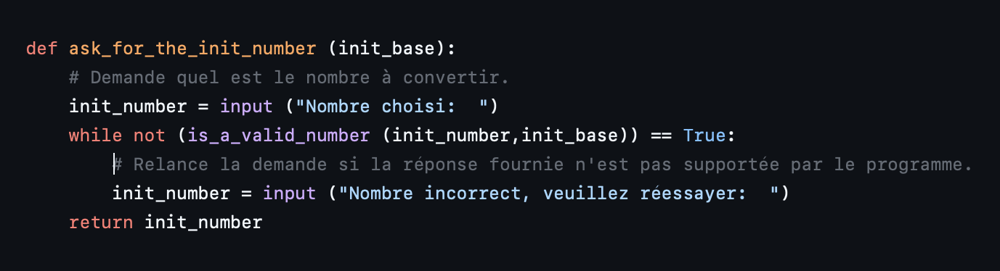 def ask_for_the_init_number (init_base):
    # Demande quel est le nombre à convertir.
    init_number = input ("Nombre choisi:  ")
    while not (is_a_valid_number (init_number,init_base)) == True:
        # Relance la demande si la réponse fournie n'est pas supportée par le programme.
        init_number = input ("Nombre incorrect, veuillez réessayer:  ")
    return init_number